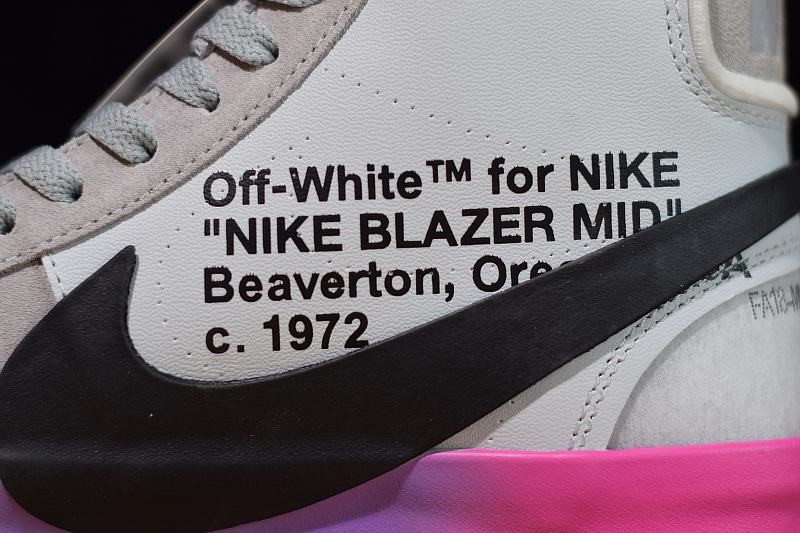 Off-White™ for NIKE
"NIKE BLAZER MID"
Beaverton,
c. 1972